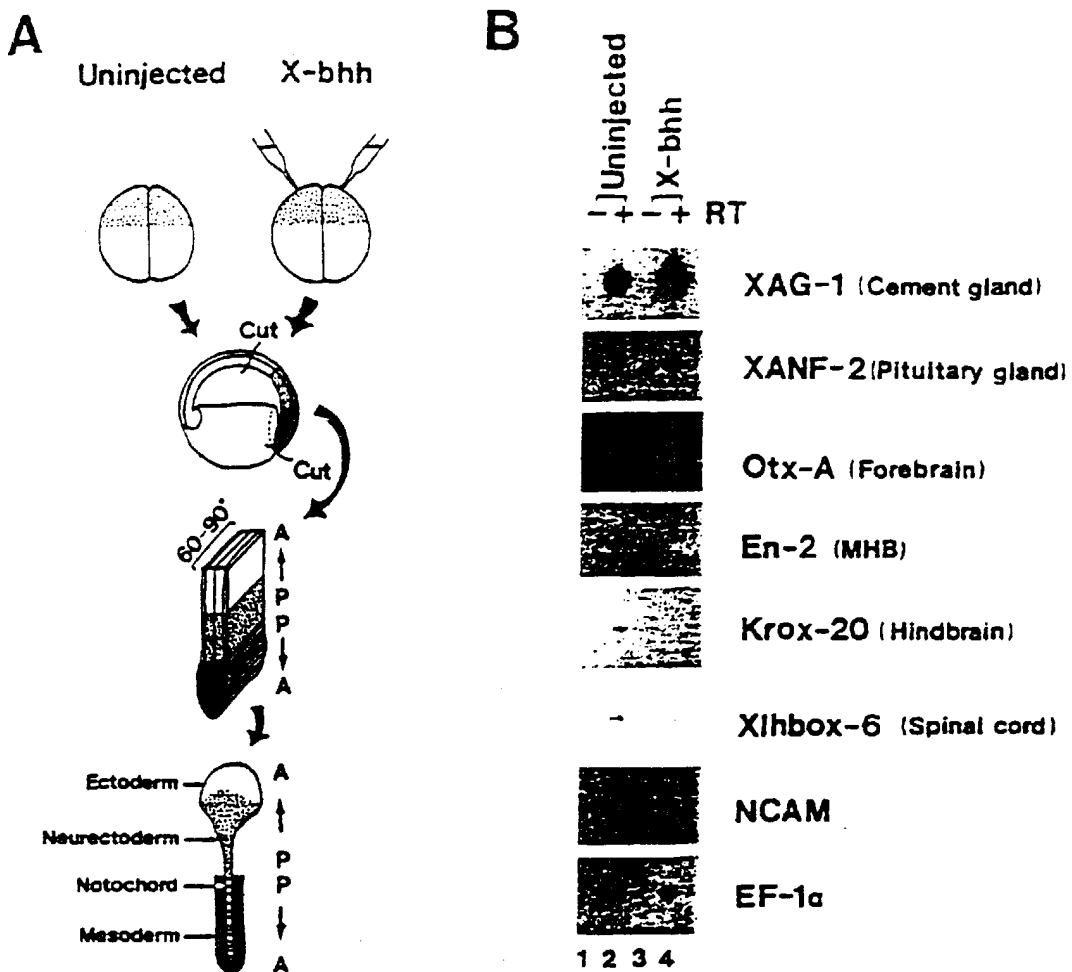 A
Uninjected X-bhh
Cut
Cut
60-90°
A
P
P
A
Ectoderm
Neurectoderm
Notochord
Mesoderm
A
P
P
A
B
Uninjected
X-bhh
- + - + RT
XAG-1 (Cement gland)
XANF-2 (Pituitary gland)
Otx-A (Forebrain)
En-2 (MHB)
Krox-20 (Hindbrain)
Xlhbox-6 (Spinal cord)
NCAM
EF-1α
1 2 3 4